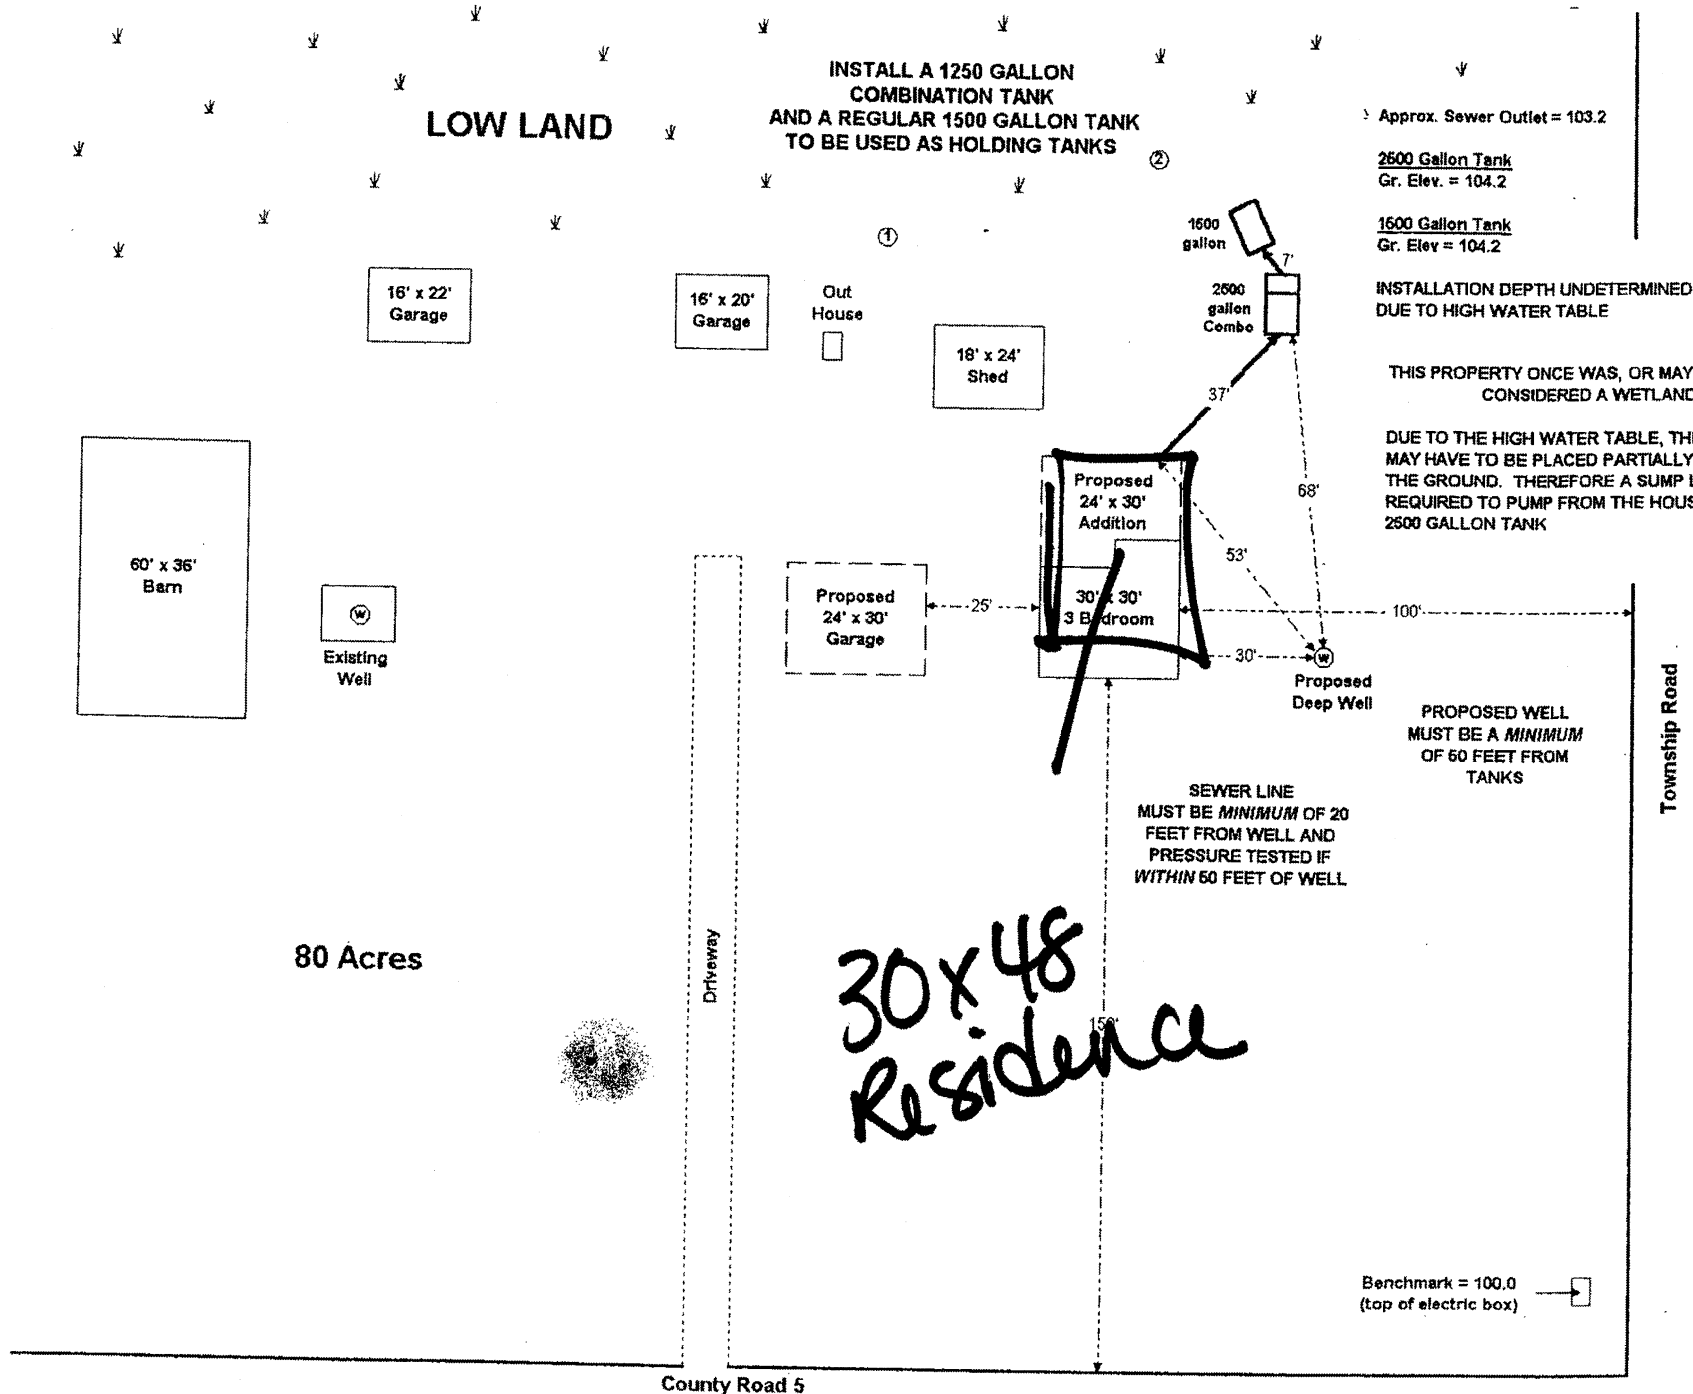 INSTALL A 1250 GALLON
COMBINATION TANK
AND A REGULAR 1500 GALLON TANK
TO BE USED AS HOLDING TANKS
LOW LAND
Approx. Sewer Outlet = 103.2
2500 Gallon Tank
Gr. Elev. = 104.2
1500 Gallon Tank
Gr. Elev = 104.2
INSTALLATION DEPTH UNDETERMINED
DUE TO HIGH WATER TABLE
THIS PROPERTY ONCE WAS, OR MAY
CONSIDERED A WETLAND
DUE TO THE HIGH WATER TABLE, TH
MAY HAVE TO BE PLACED PARTIALLY
THE GROUND. THEREFORE A SUMP
REQUIRED TO PUMP FROM THE HOUS
2500 GALLON TANK
2
1
1500
gallon
7'
2500
gallon
Combo
16' x 22'
Garage
16' x 20'
Garage
Out
House
18' x 24'
Shed
37'
68'
53'
Proposed
24' x 30'
Addition
30' x 30'
3 Bedroom
60' x 36'
Barn
W
Existing
Well
Proposed
24' x 30'
Garage
25'
100'
30'
W
Proposed
Deep Well
PROPOSED WELL
MUST BE A MINIMUM
OF 50 FEET FROM
TANKS
Township Road
SEWER LINE
MUST BE MINIMUM OF 20
FEET FROM WELL AND
PRESSURE TESTED IF
WITHIN 50 FEET OF WELL
80 Acres
Driveway
30 x 48
Residence
150'
Benchmark = 100.0
(top of electric box)
County Road 5